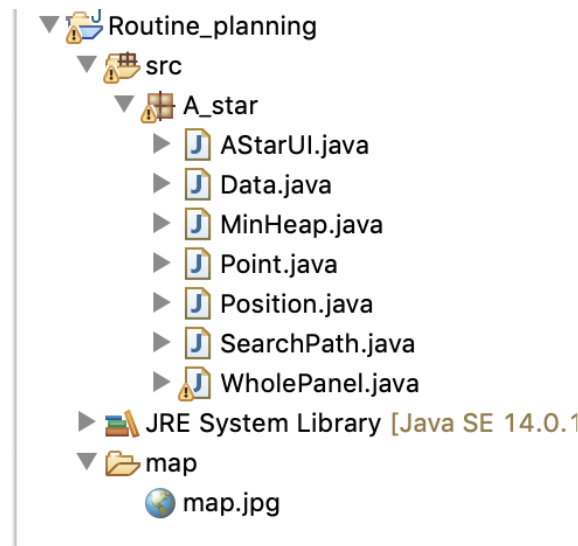 Routine_planning
src
A_star
AStarUI.java
Data.java
MinHeap.java
Point.java
Position.java
SearchPath.java
WholePanel.java
JRE System Library [Java SE 14.0.1
map
map.jpg